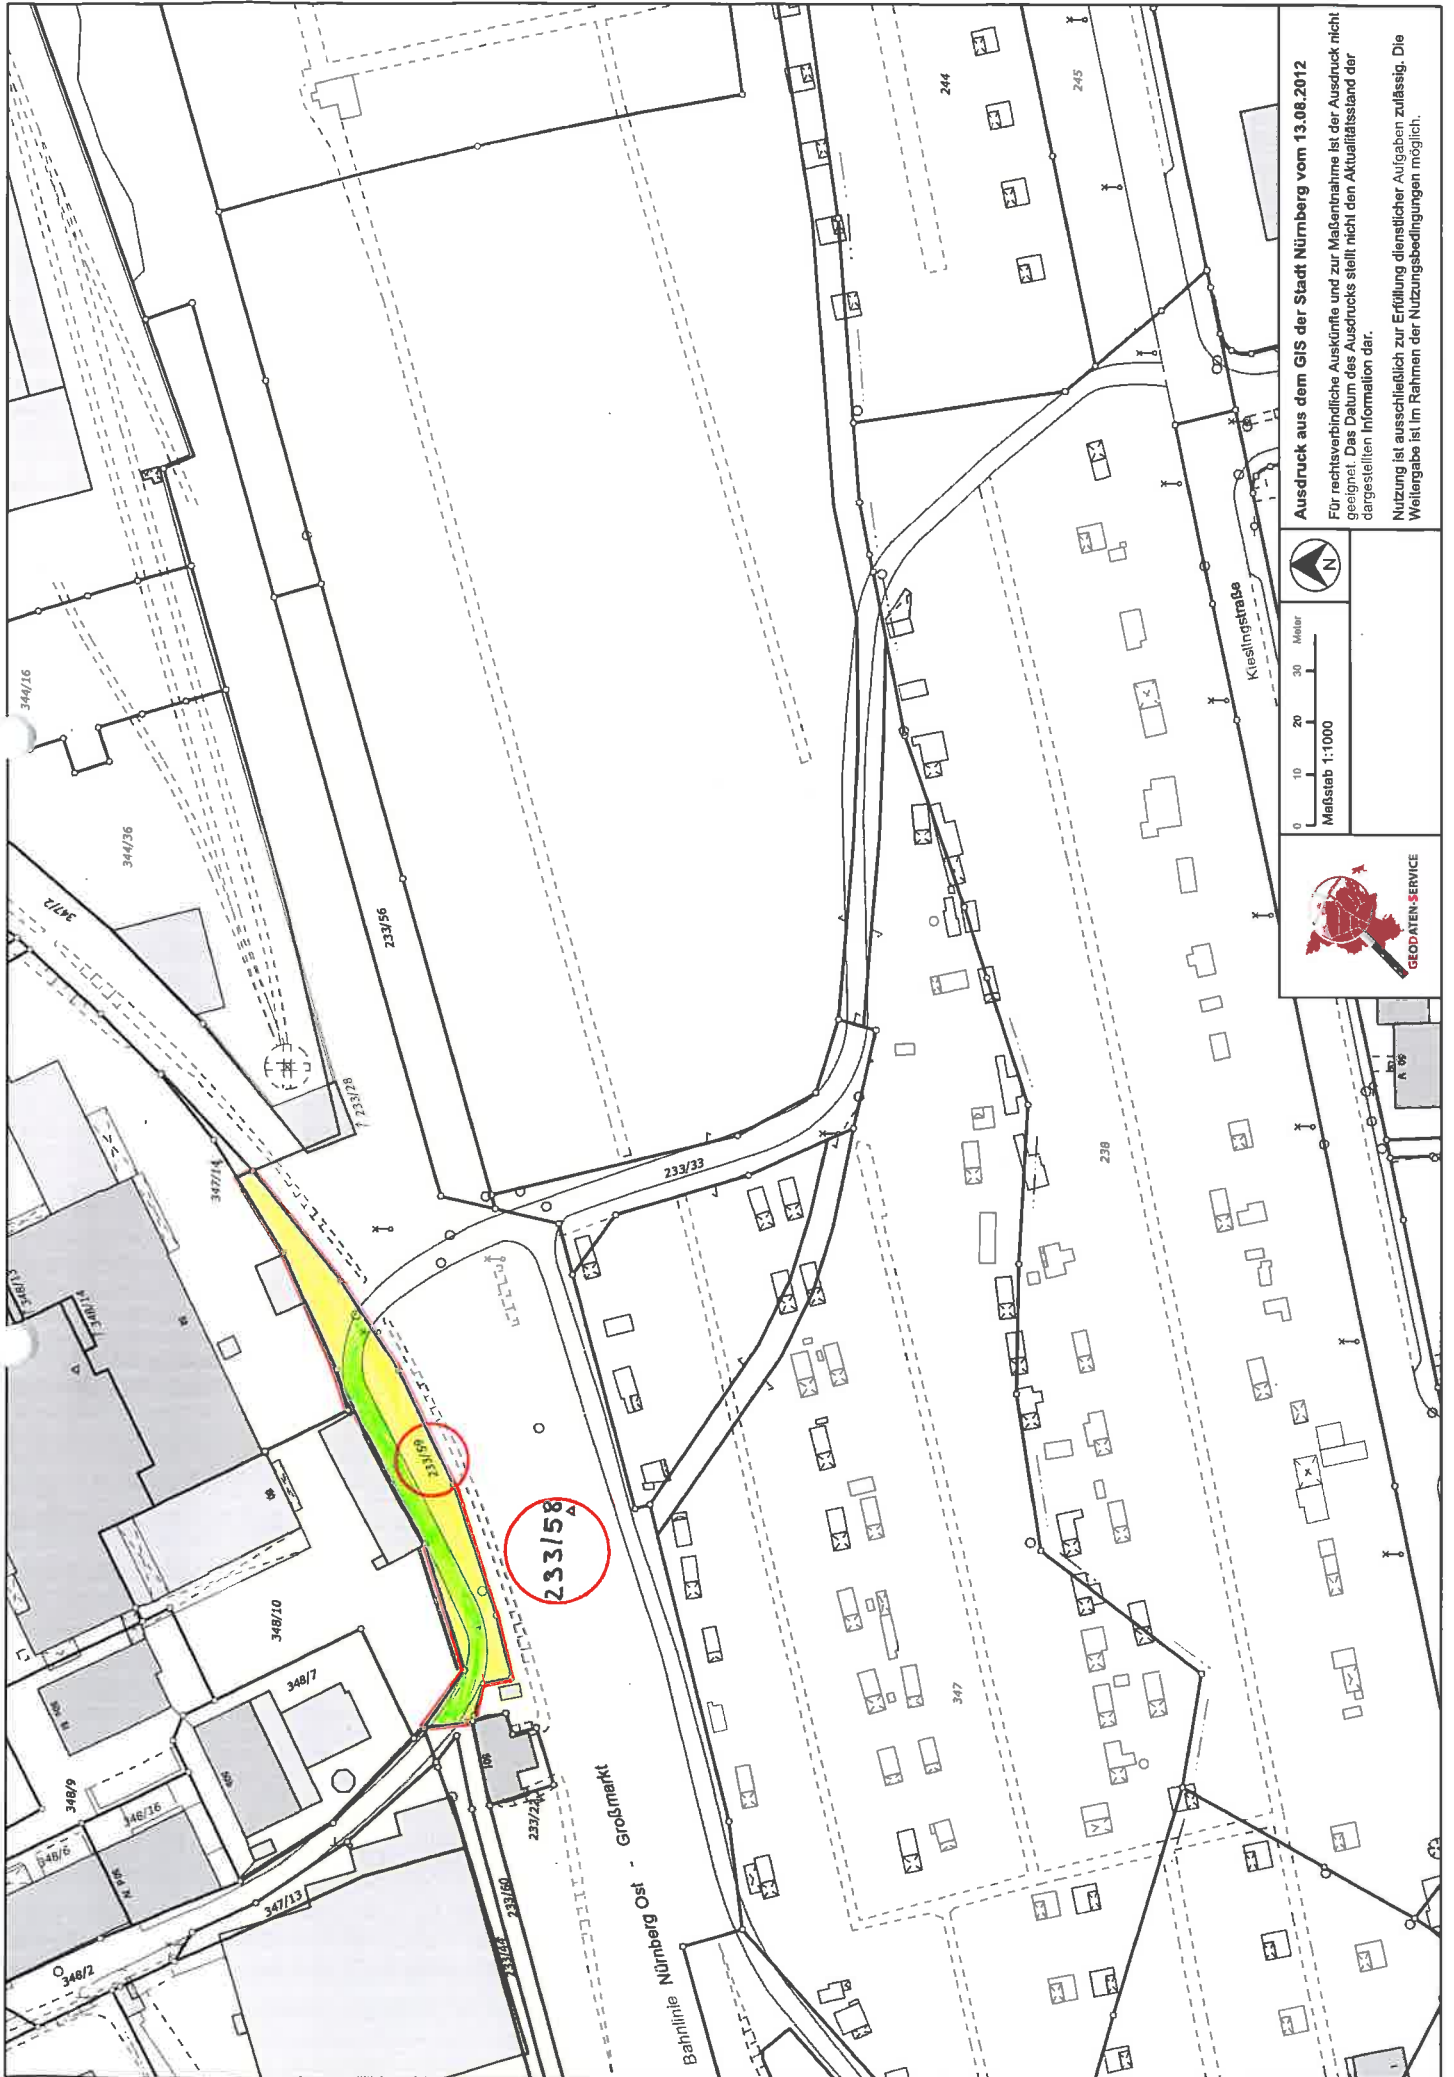 344/16
344/36
347/2
233/56
347/14
233/28
348/13
348/14
348/10
348/7
348/9
348/16
348/6
348/2
347/13
233/59
233/58
233/33
233/22
233/60
233/44
Bahnlinie Nürnberg Ost - Großmarkt
244
245
238
347
Kieslingstraße
Ausdruck aus dem GIS der Stadt Nürnberg vom 13.08.2012
Für rechtsverbindliche Auskünfte und zur Maßentnahme ist der Ausdruck nicht
geeignet. Das Datum des Ausdrucks stellt nicht den Aktualitätsstand der
dargestellten Information dar.
Nutzung ist ausschließlich zur Erfüllung dienstlicher Aufgaben zulässig. Die
Weitergabe ist im Rahmen der Nutzungsbedingungen möglich.
N
0 10 20 30 Meter
Maßstab 1:1000
GEODATEN-SERVICE